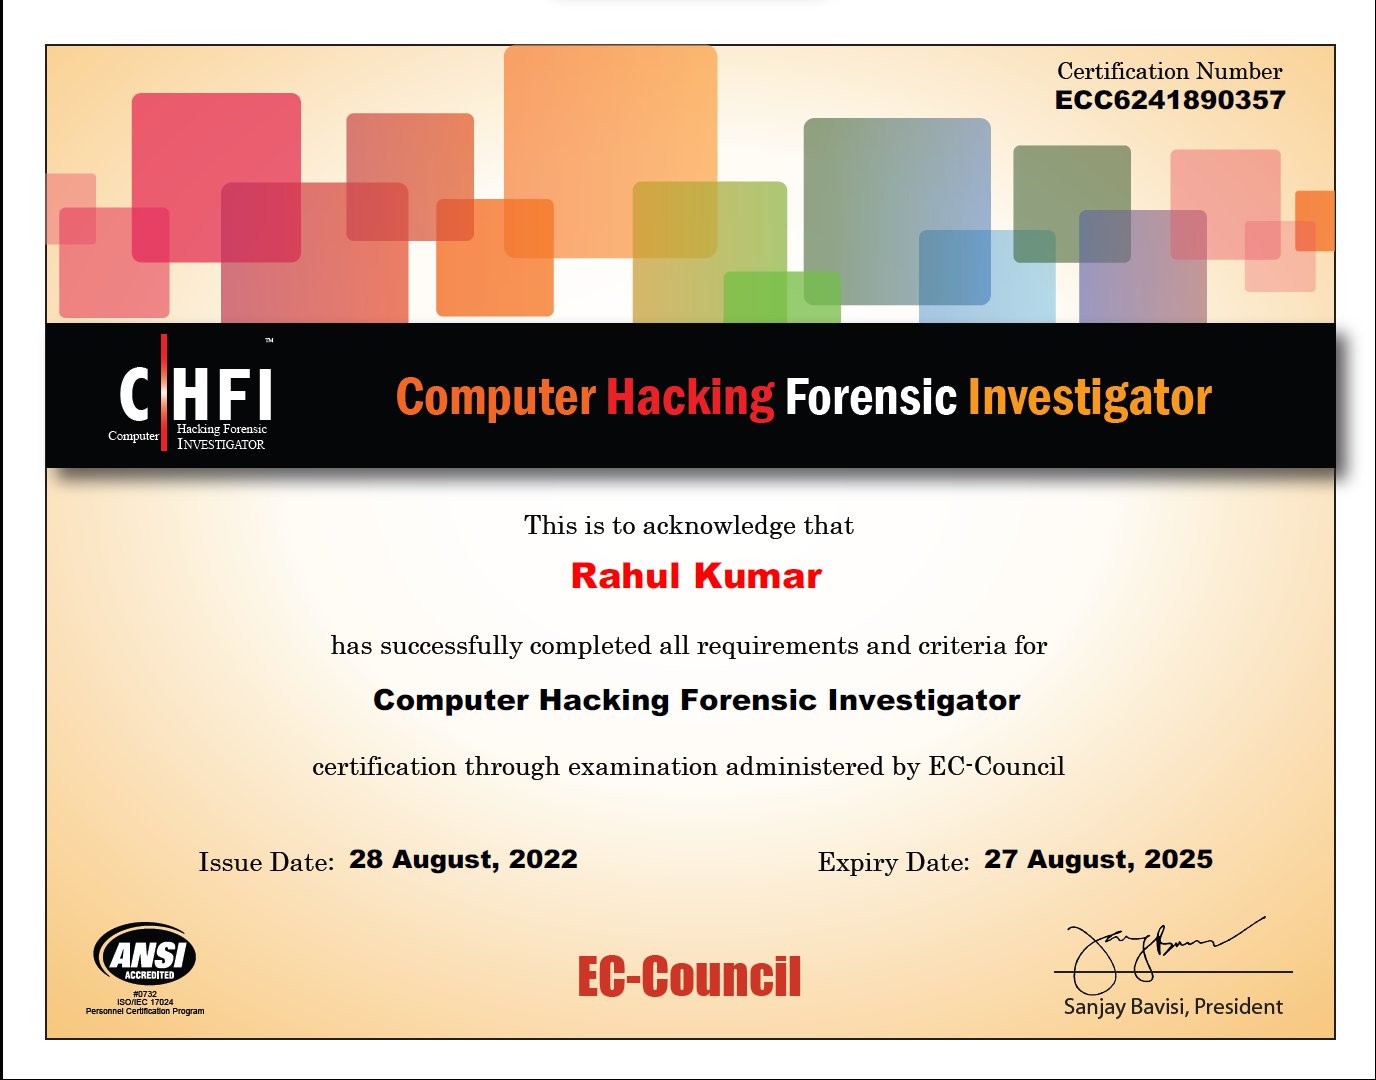 Certification Number
ECC6241890357
CHFI™
Computer
Hacking Forensic
INVESTIGATOR
Computer Hacking Forensic Investigator
This is to acknowledge that
Rahul Kumar
has successfully completed all requirements and criteria for
Computer Hacking Forensic Investigator
certification through examination administered by EC-Council
Issue Date: 28 August, 2022
Expiry Date: 27 August, 2025
ANSI
ACCREDITED
#0732
ISO/IEC 17024
Personnel Certification Program
EC-Council
Sanjay Bavisi, President